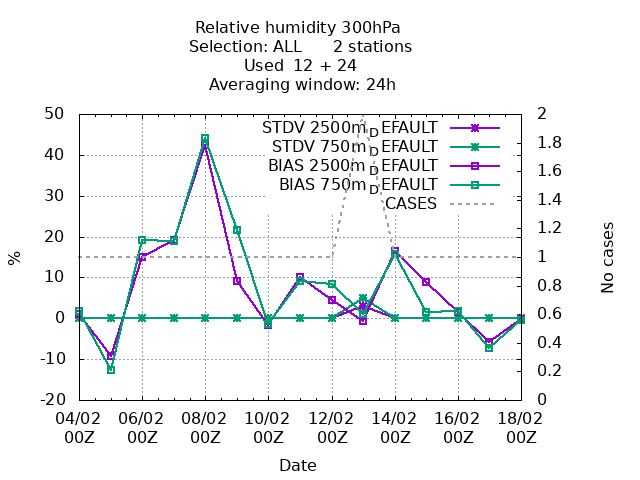 Relative humidity 300hPa
Selection: ALL 2 stations
Used 12 + 24
Averaging window: 24h
STDV 2500m_DEFAULT
STDV 750m_DEFAULT
BIAS 2500m_DEFAULT
BIAS 750m_DEFAULT
CASES
50
40
30
20
10
0
-10
-20
%
2
1.8
1.6
1.4
1.2
1
0.8
0.6
0.4
0.2
0
No cases
04/02 06/02 08/02 10/02 12/02 14/02 16/02 18/02
00Z 00Z 00Z 00Z 00Z 00Z 00Z 00Z
Date